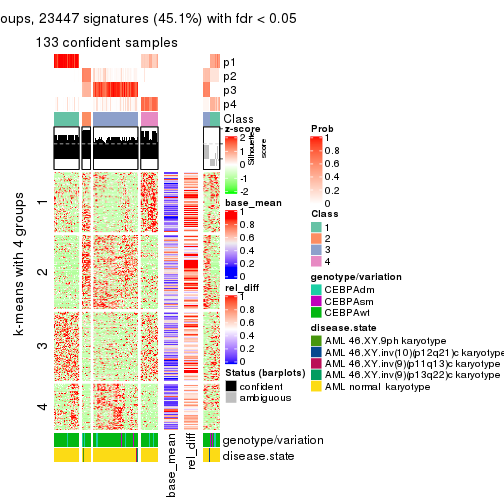 oups, 23447 signatures (45.1%) with fdr < 0.05
133 confident samples
p1
p2
p3
p4
Class
z-score
2
1
0
-1
-2
Silhouette
score
base_mean
1
0.8
0.6
0.4
0.2
0
rel_diff
1
0.8
0.6
0.4
0.2
0
Status (barplots)
confident
ambiguous
Prob
1
0.8
0.6
0.4
0.2
0
Class
1
2
3
4
genotype/variation
CEBPAdm
CEBPAsm
CEBPAwt
disease.state
AML 46.XY.9ph karyotype
AML 46.XY.inv(10)(p12q21)c karyotype
AML 46.XY.inv(9)(p11q13)c karyotype
AML 46.XY.inv(9)(p13q22)c karyotype
AML normal karyotype
k-means with 4 groups
1
2
3
4
genotype/variation
disease.state
base_mean
rel_diff